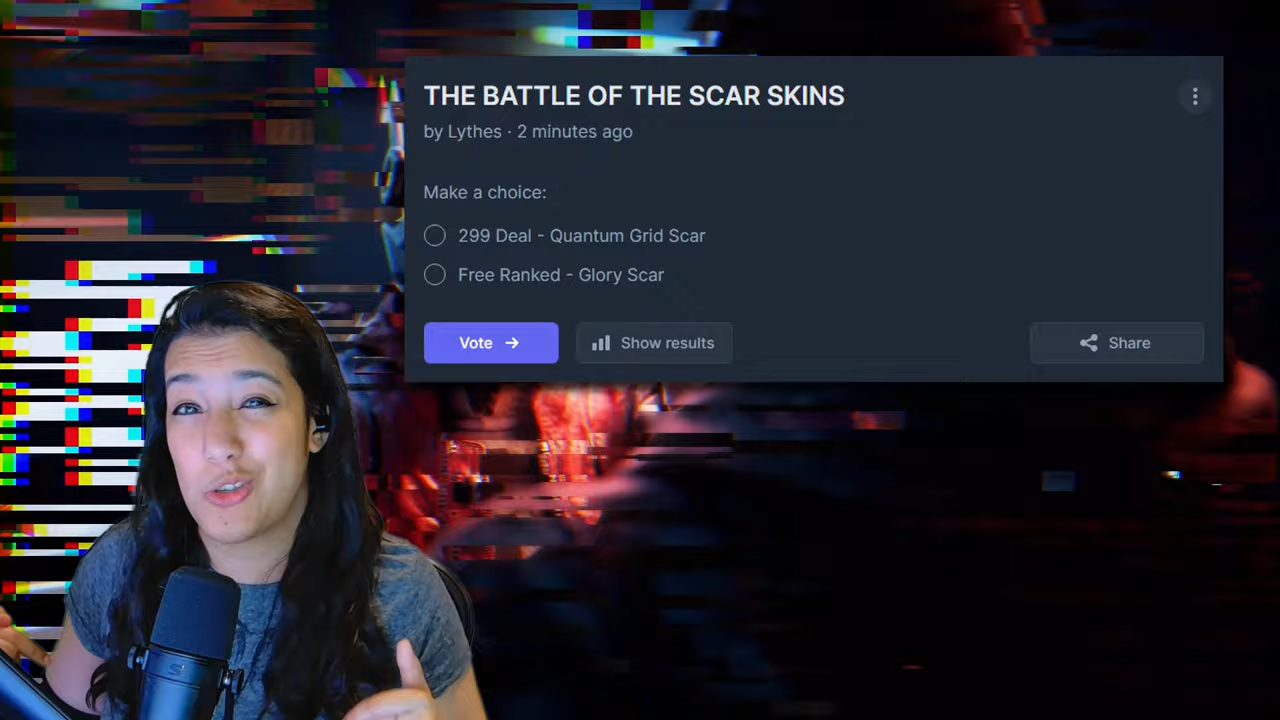 THE BATTLE OF THE SCAR SKINS
by Lythes · 2 minutes ago
Make a choice:
299 Deal - Quantum Grid Scar
Free Ranked - Glory Scar
Vote
Show results
Share